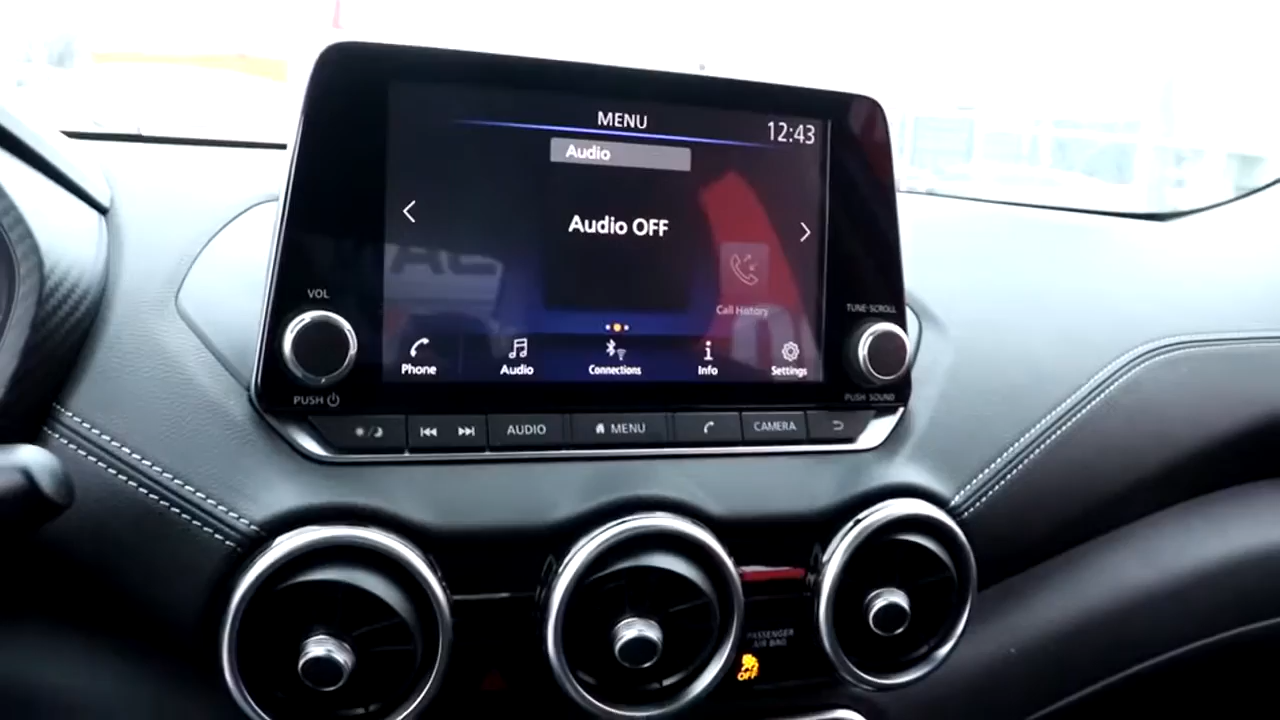 MENU
12:43
Audio
Audio OFF
Call History
VOL
TUNE·SCROLL
Phone
Audio
Connections
Info
Settings
PUSH
PUSH SOUND
AUDIO
MENU
CAMERA
PASSENGER
AIR BAG
OFF